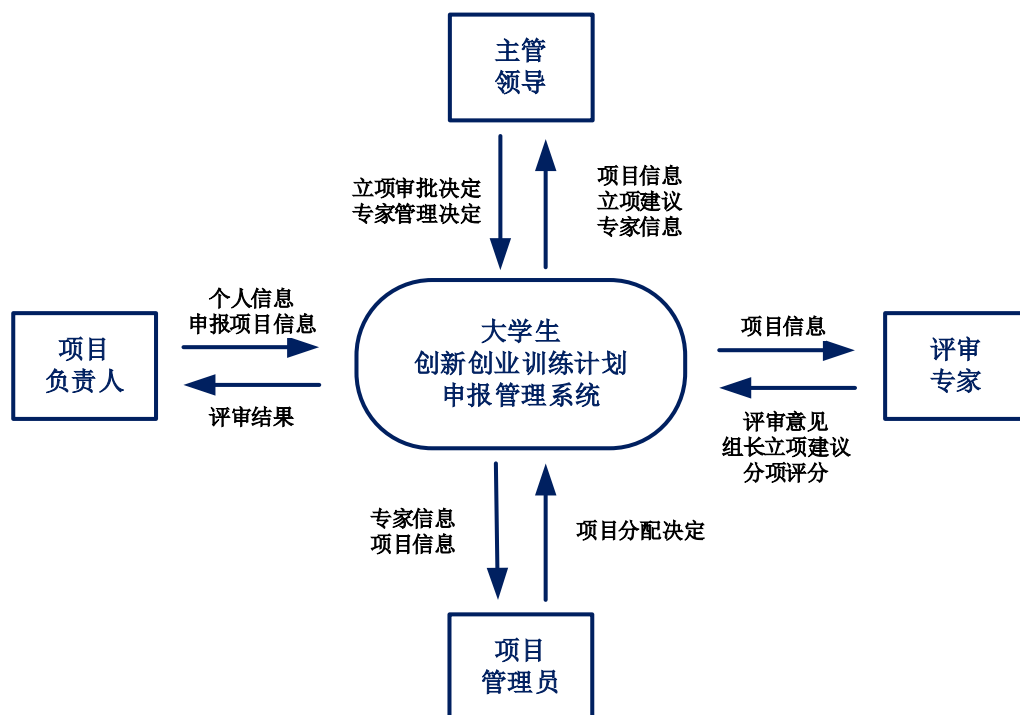 主管
领导
立项审批决定
专家管理决定
项目信息
立项建议
专家信息
项目
负责人
个人信息
申报项目信息
评审结果
大学生
创新创业训练计划
申报管理系统
项目信息
评审意见
组长立项建议
分项评分
评审
专家
专家信息
项目信息
项目分配决定
项目
管理员